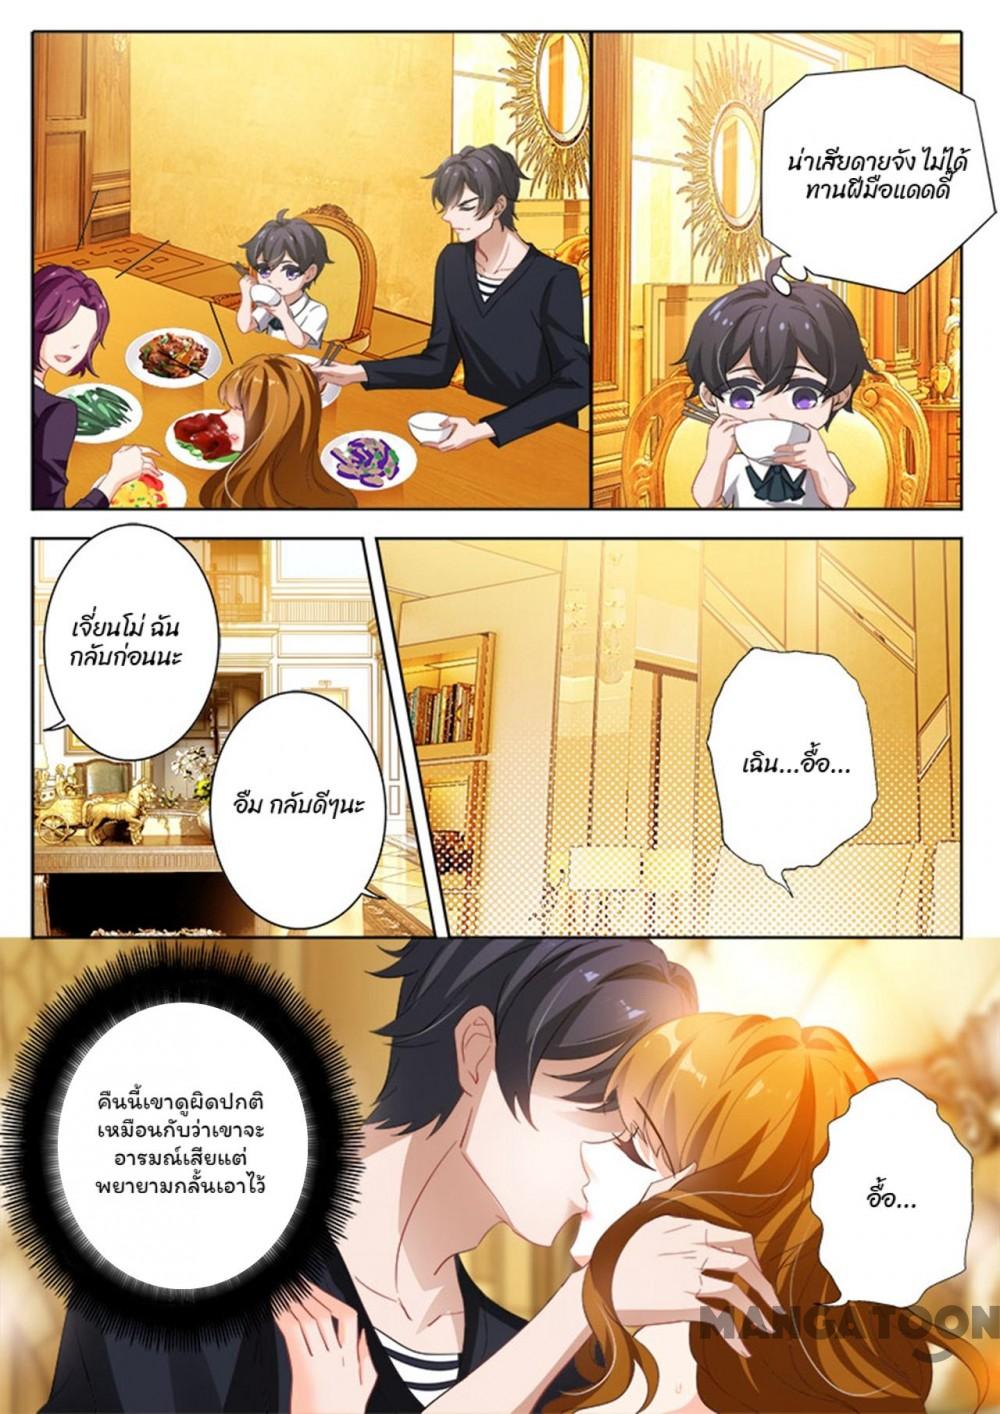 น่าเสียดายจัง ไม่ได้
ทานฝีมือแดดดี้
เจี่ยนโม่ ฉัน
กลับก่อนนะ
อืม กลับดีๆนะ
เฉิน...อื้อ...
คืนนี้เขาดูผิดปกติ
เหมือนกับว่าเขาจะ
อารมณ์เสียแต่
พยายามกลั้นเอาไว้
อื้อ...
MANGATOON